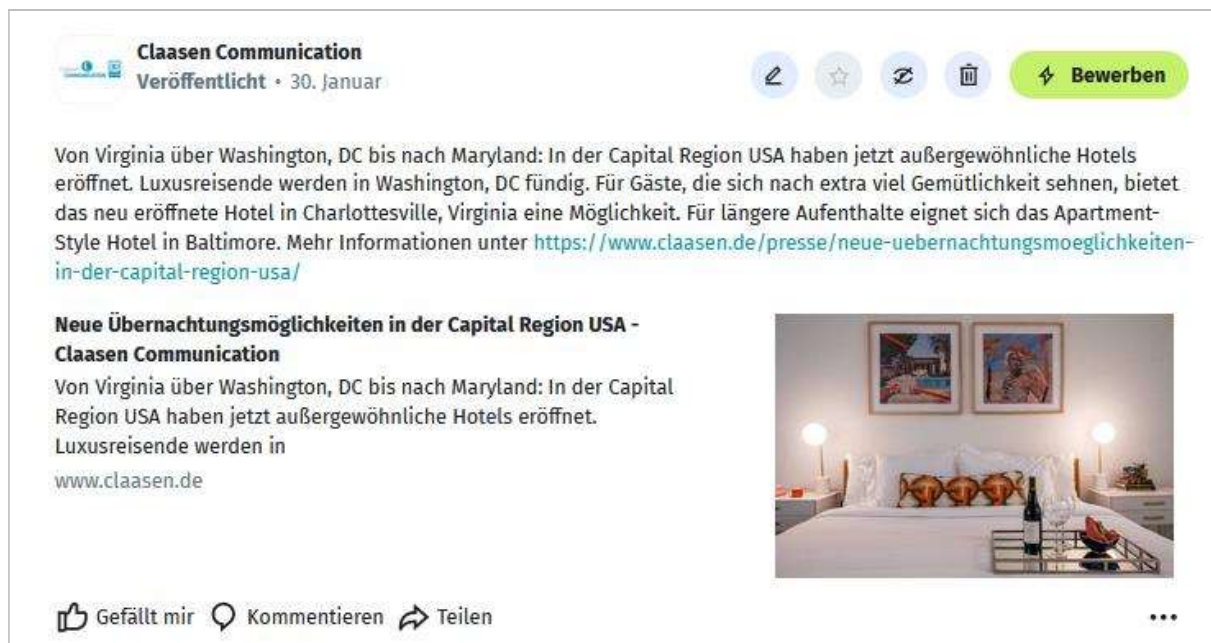 Claasen Communication
Veröffentlicht • 30. Januar
Bewerben
Von Virginia über Washington, DC bis nach Maryland: In der Capital Region USA haben jetzt außergewöhnliche Hotels
eröffnet. Luxusreisende werden in Washington, DC fündig. Für Gäste, die sich nach extra viel Gemütlichkeit sehnen, bietet
das neu eröffnete Hotel in Charlottesville, Virginia eine Möglichkeit. Für längere Aufenthalte eignet sich das Apartment-
Style Hotel in Baltimore. Mehr Informationen unter https://www.claasen.de/presse/neue-uebernachtungsmoeglichkeiten-
in-der-capital-region-usa/
Neue Übernachtungsmöglichkeiten in der Capital Region USA -
Claasen Communication
Von Virginia über Washington, DC bis nach Maryland: In der Capital
Region USA haben jetzt außergewöhnliche Hotels eröffnet.
Luxusreisende werden in
www.claasen.de
Gefällt mir Kommentieren Teilen